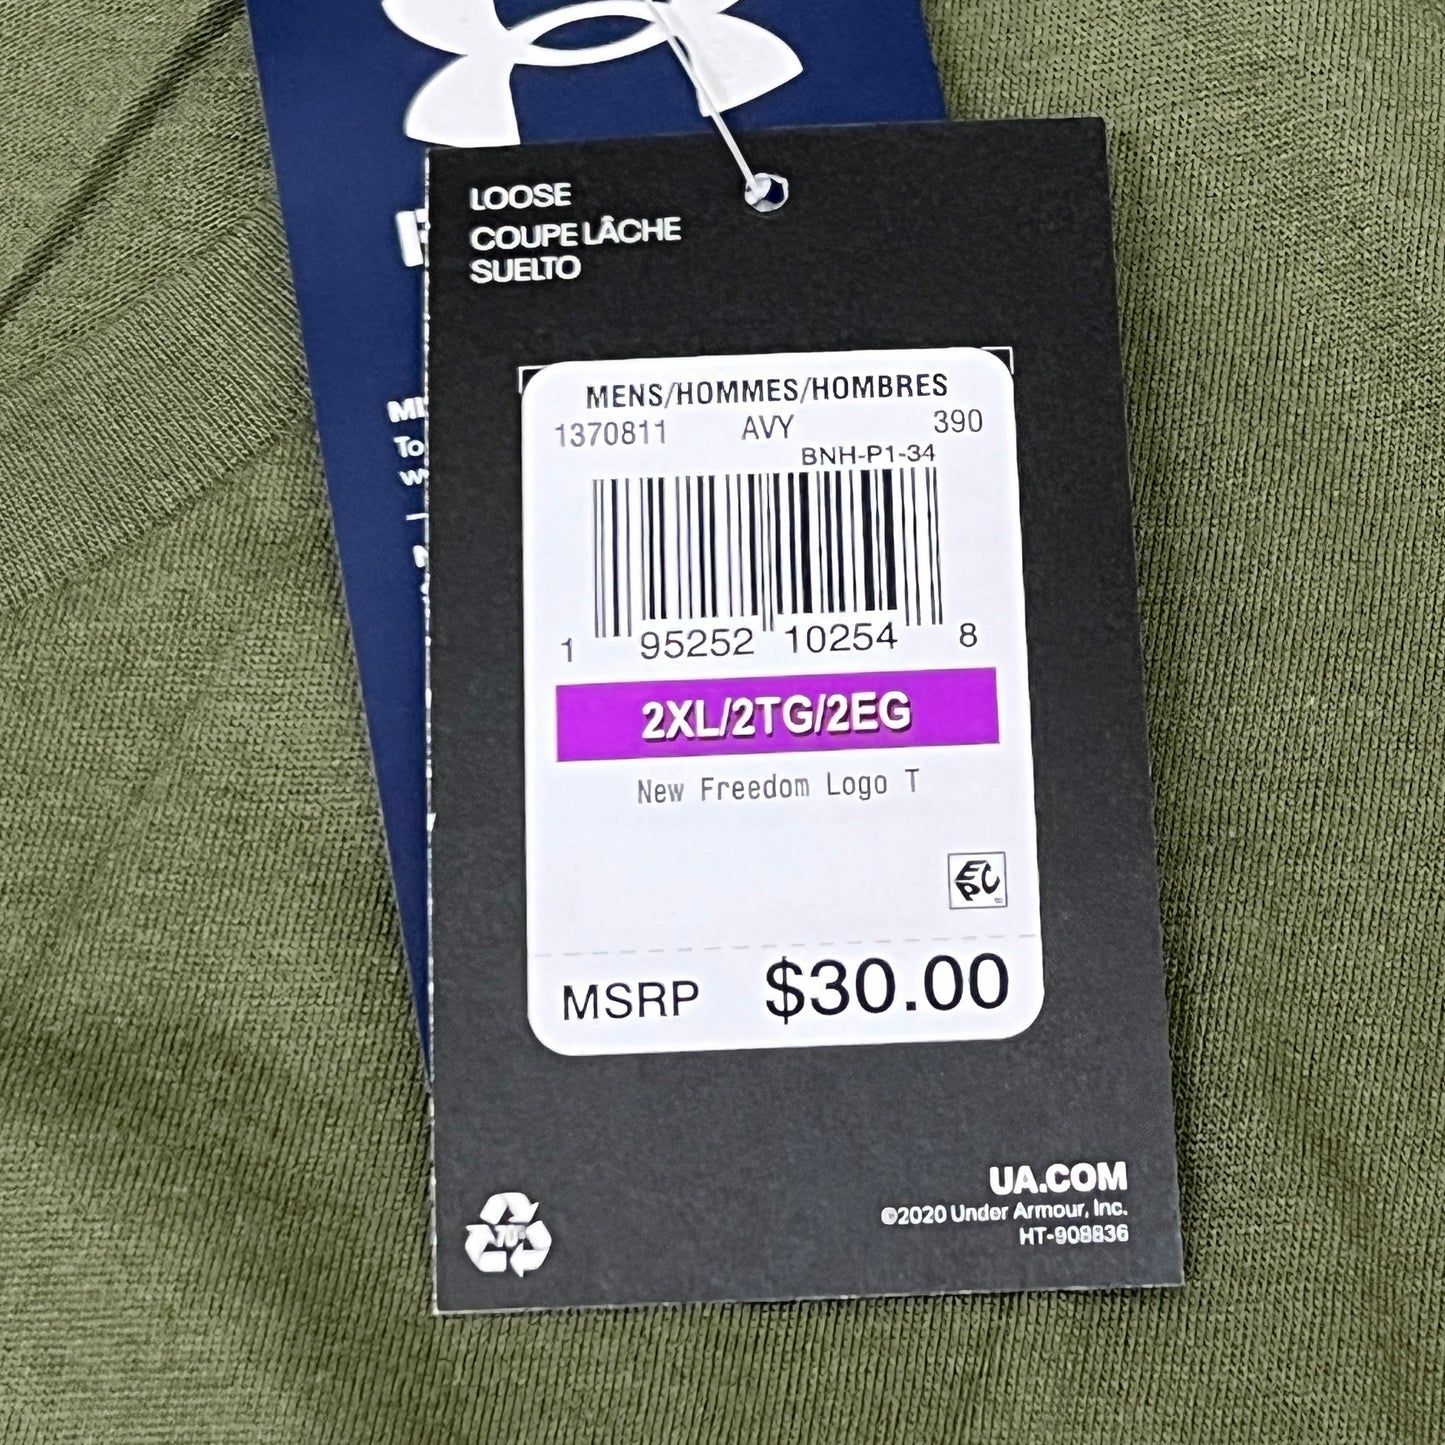 LOOSE
COUPE LÂCHE
SUELTO
MENS/HOMMES/HOMBRES
1370811 AVY 390
BNH-P1-34
1 95252 10254 8
2XL/2TG/2EG
New Freedom Logo T
EPC
MSRP $30.00
UA.COM
©2020 Under Armour, Inc.
HT-908836